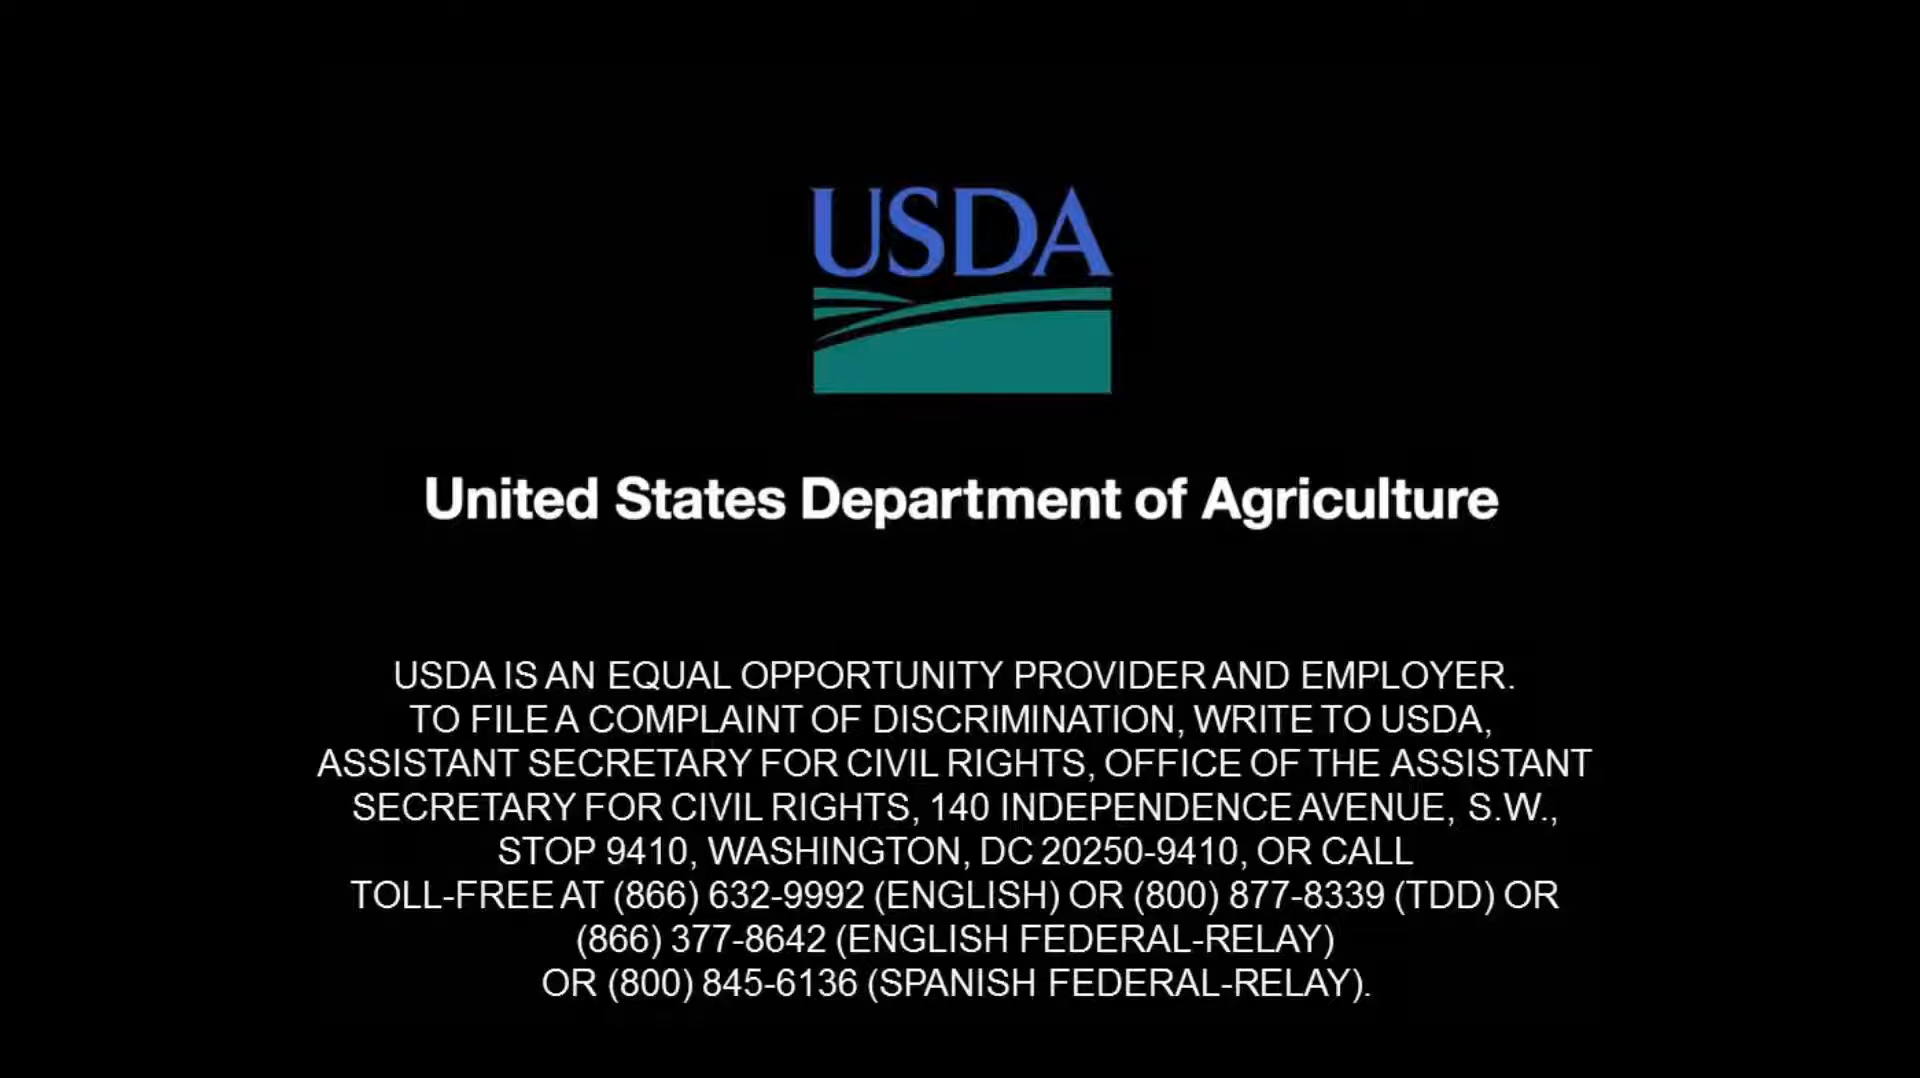 USDA
United States Department of Agriculture
USDA IS AN EQUAL OPPORTUNITY PROVIDER AND EMPLOYER.
TO FILE A COMPLAINT OF DISCRIMINATION, WRITE TO USDA,
ASSISTANT SECRETARY FOR CIVIL RIGHTS, OFFICE OF THE ASSISTANT
SECRETARY FOR CIVIL RIGHTS, 140 INDEPENDENCE AVENUE, S.W.,
STOP 9410, WASHINGTON, DC 20250-9410, OR CALL
TOLL-FREE AT (866) 632-9992 (ENGLISH) OR (800) 877-8339 (TDD) OR
(866) 377-8642 (ENGLISH FEDERAL-RELAY)
OR (800) 845-6136 (SPANISH FEDERAL-RELAY).